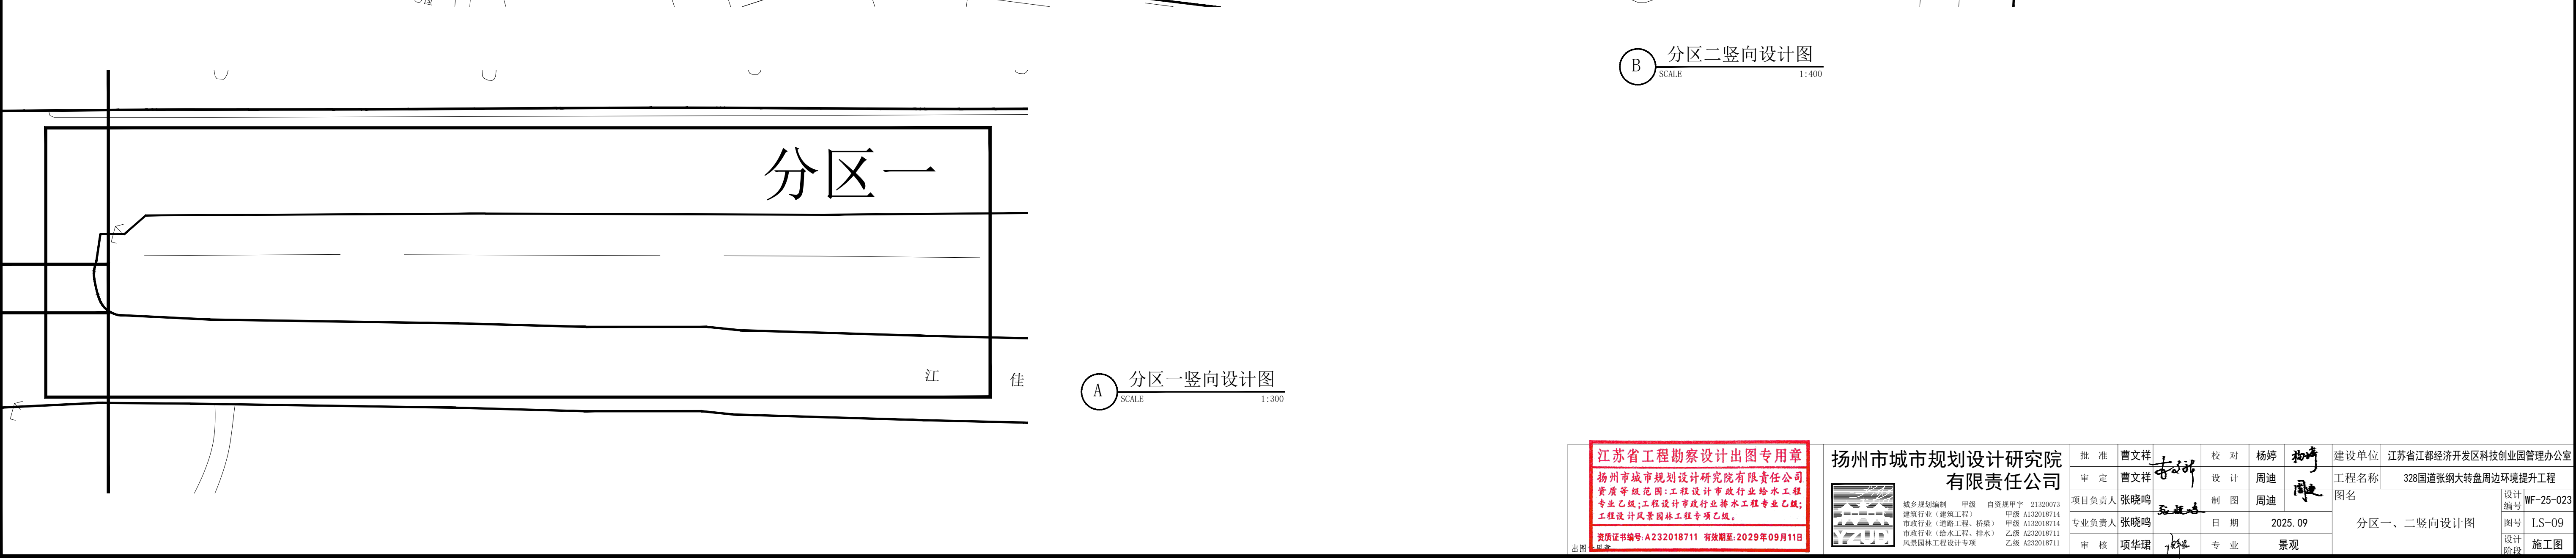 B
分区二竖向设计图
SCALE 1:400
分区一
江 佳
A
分区一竖向设计图
SCALE 1:300
江苏省工程勘察设计出图专用章
扬州市城市规划设计研究院有限责任公司
资质等级范围:工程设计市政行业给水工程
专业乙级;工程设计市政行业排水工程专业乙级;
工程设计风景园林工程专项乙级。
资质证书编号:A232018711 有效期至:2029年09月11日
扬州市城市规划设计研究院
有限责任公司
YZUDI
城乡规划编制 甲级 自资规甲字 21320073
建筑行业（建筑工程） 甲级 A132018714
市政行业（道路工程、桥梁） 甲级 A132018714
市政行业（给水工程、排水） 乙级 A232018711
风景园林工程设计专项 乙级 A232018711
批 准 曹文祥 校 对 杨婷
审 定 曹文祥 设 计 周迪
项目负责人 张晓鸣 制 图 周迪
专业负责人 张晓鸣 日 期 2025.09
审 核 项华珺 专 业 景观
建设单位 江苏省江都经济开发区科技创业园管理办公室
工程名称 328国道张纲大转盘周边环境提升工程
图名 分区一、二竖向设计图
设计编号 WF-25-023
图号 LS-09
设计阶段 施工图